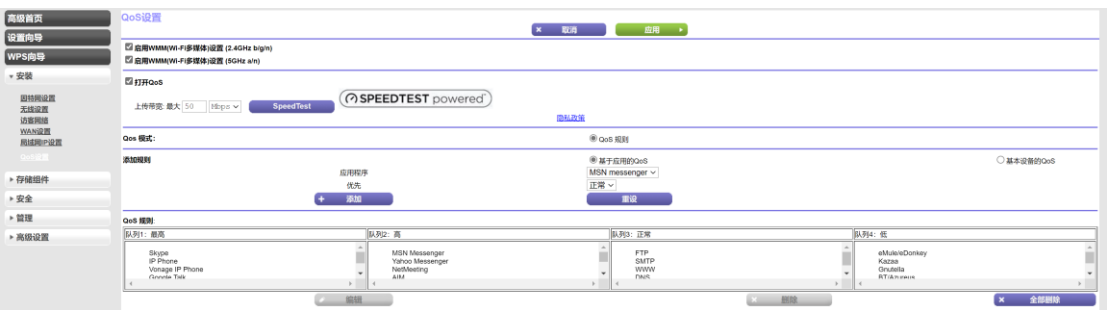 高级首页
设置向导
WPS向导
安装
因特网设置
无线设置
访客网络
WAN设置
局域网IP设置
QoS设置
存储组件
安全
管理
高级设置
QoS设置
取消 应用
启用WMM(Wi-Fi多媒体)设置 (2.4GHz b/g/n)
启用WMM(Wi-Fi多媒体)设置 (5GHz a/n)
打开QoS
上传带宽: 最大 50 Mbps SpeedTest SPEEDTEST powered
隐私政策
Qos 模式: QoS 规则
添加规则 基于应用的QoS 基本设备的QoS
应用程序 MSN messenger
优先 正常
添加 重设
QoS 规则:
队列1: 最高 队列2: 高 队列3: 正常 队列4: 低
Skype MSN Messenger FTP eMule/eDonkey
IP Phone Yahoo Messenger SMTP Kazaa
Vonage IP Phone NetMeeting WWW Gnutella
Google Talk AIM DNS BT/Azureus
编辑 删除 全部删除